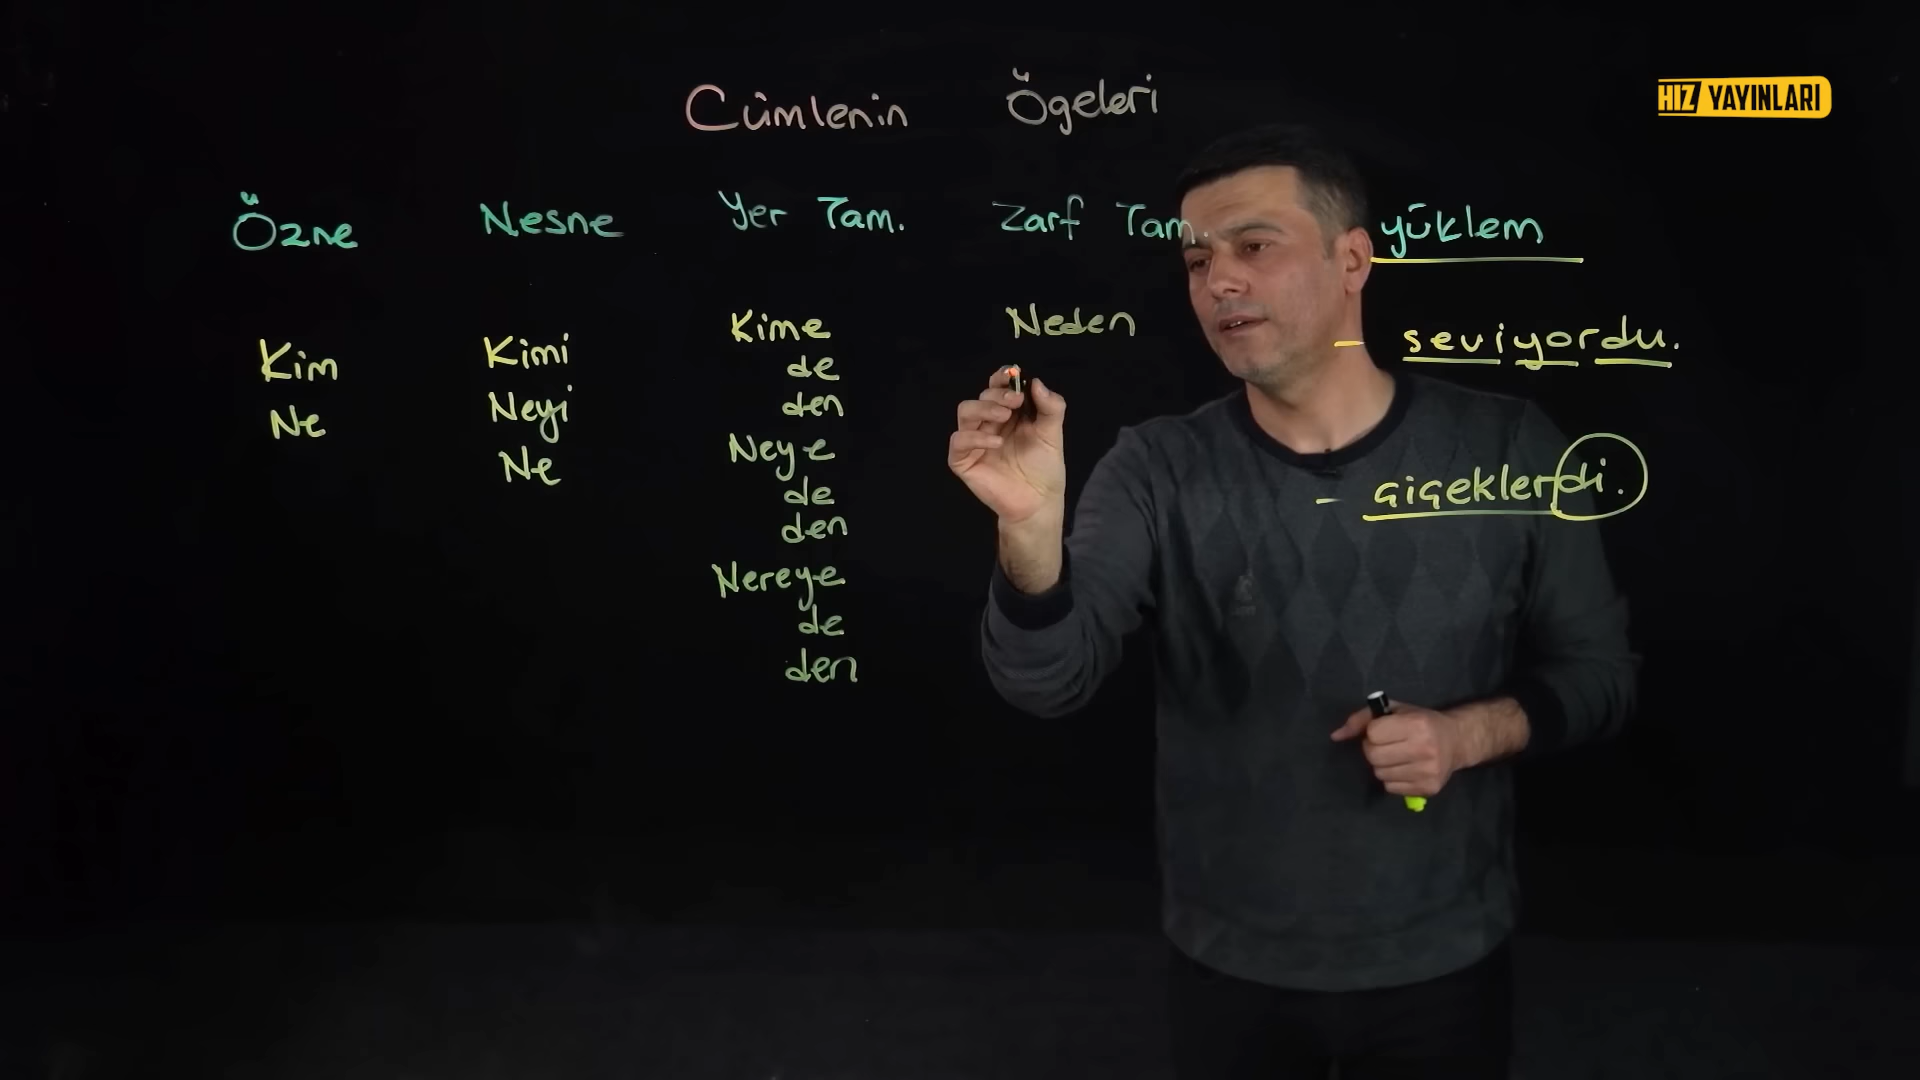 HIZ YAYINLARI
Cümlenin Ögeleri
Özne Nesne Yer Tam. Zarf Tam. yüklem
Kim
Ne
Kimi
Neyi
Ne
Kime
de
den
Neye
de
den
Nereye
de
den
Neden
- seviyordu.
- çiçeklerdi.